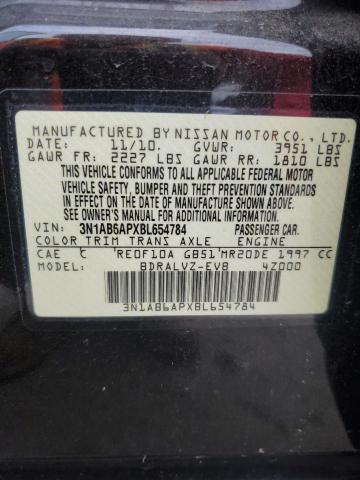 MANUFACTURED BY NISSAN MOTOR CO., LTD.
DATE: 11/10. GVWR: 3951 LBS
GAWR FR: 2227 LBS GAWR RR: 1810 LBS
THIS VEHICLE CONFORMS TO ALL APPLICABLE FEDERAL MOTOR
VEHICLE SAFETY, BUMPER AND THEFT PREVENTION STANDARDS
IN EFFECT ON THE DATE OF MANUFACTURE SHOWN ABOVE.
SEE OWNER'S MANUAL FOR ADDITIONAL INFORMATION.
VIN: 3N1AB6APXBL654784 PASSENGER CAR.
COLOR TRIM TRANS AXLE ENGINE
CAE C RE0F10A GB51 MR20DE 1997 CC
MODEL: BDRALVZ-EVB 4Z000
3N1AB6APXBL654784